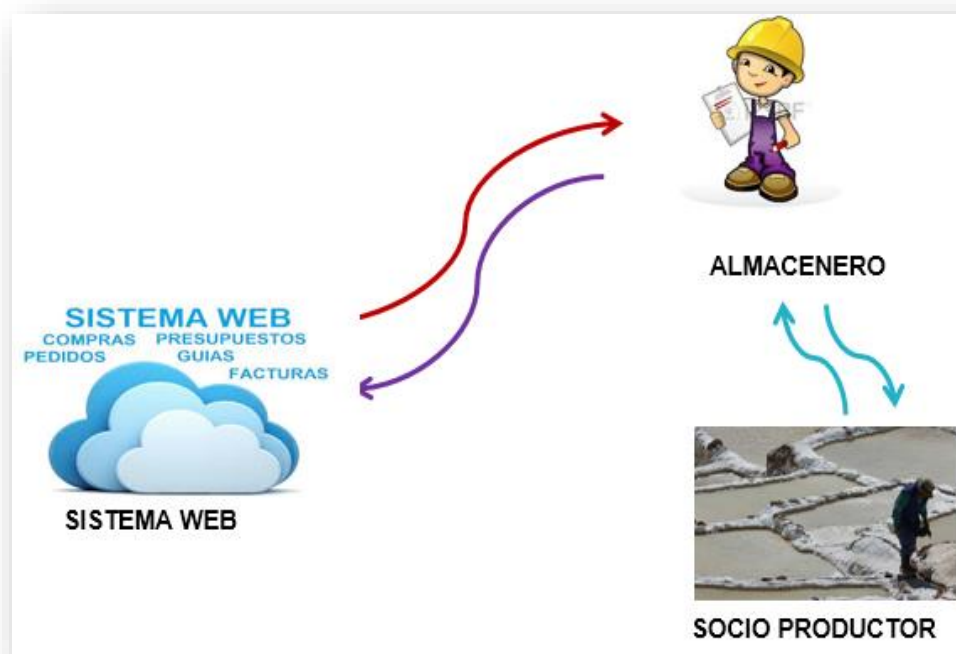 SISTEMA WEB
COMPRAS PRESUPUESTOS
PEDIDOS GUIAS
FACTURAS
SISTEMA WEB
ALMACENERO
SOCIO PRODUCTOR